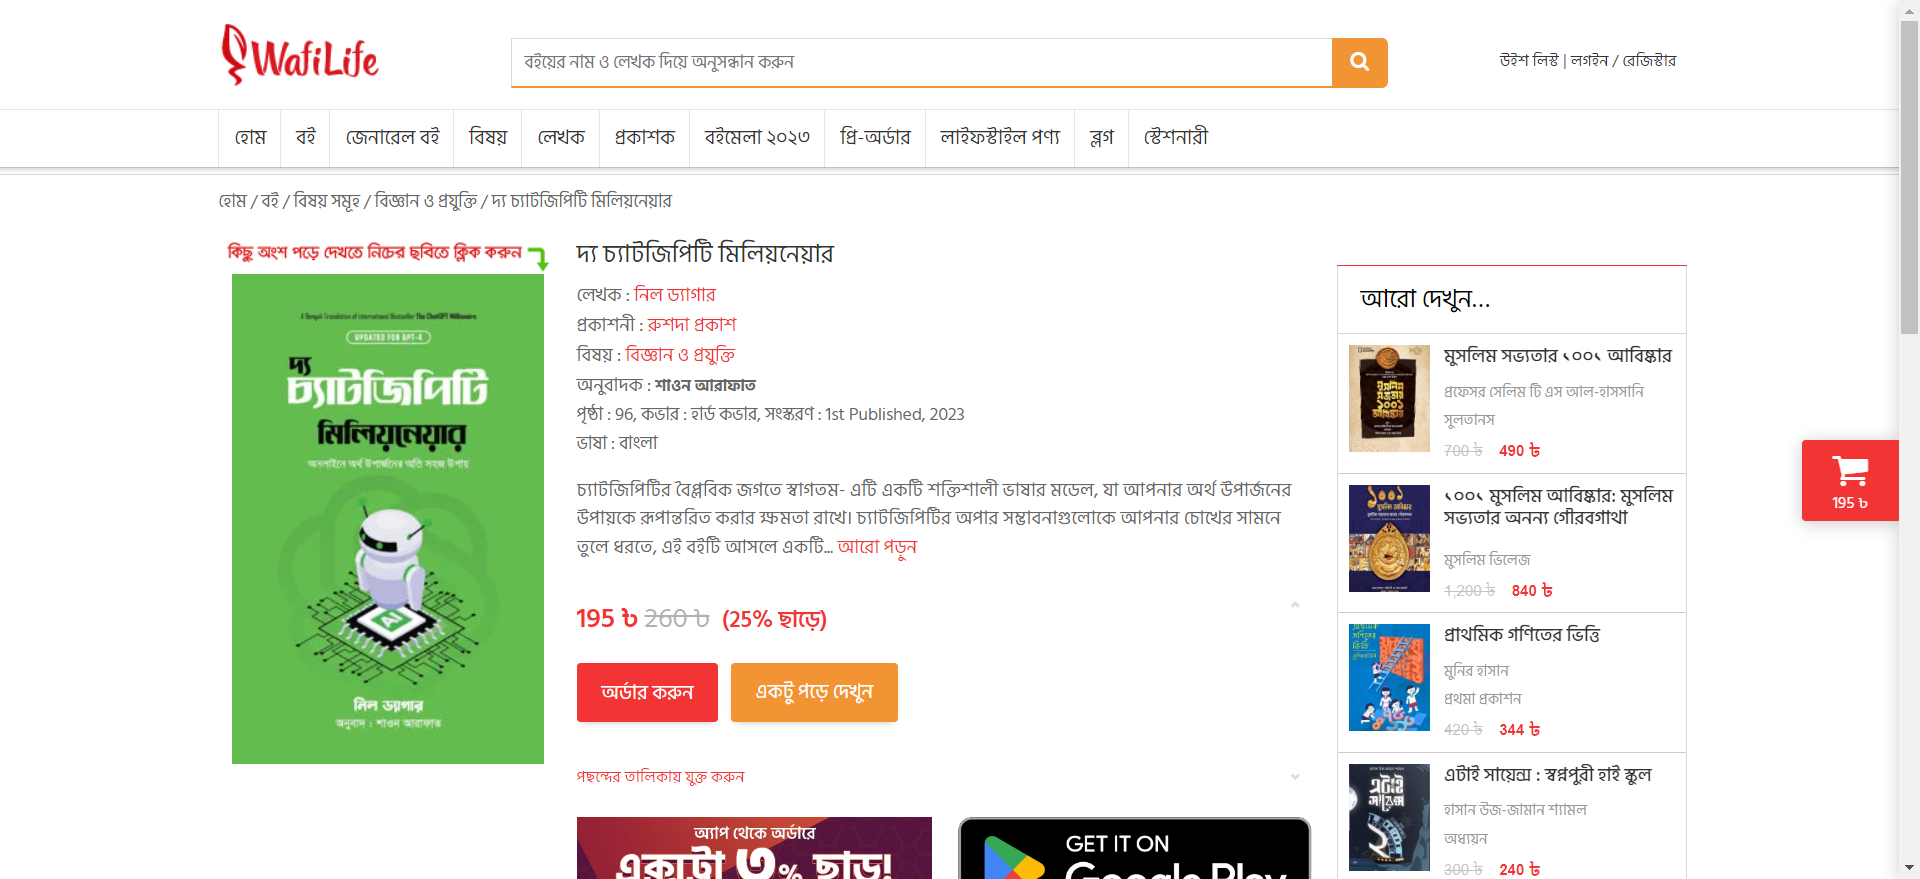 WafiLife
বইয়ের নাম ও লেখক দিয়ে অনুসন্ধান করুন
উইশ লিস্ট | লগইন / রেজিস্টার
হোম বই জেনারেল বই বিষয় লেখক প্রকাশক বইমেলা ২০২৩ প্রি-অর্ডার লাইফস্টাইল পণ্য ব্লগ স্টেশনারী
হোম / বই / বিষয় সমূহ / বিজ্ঞান ও প্রযুক্তি / দ্য চ্যাটজিপিটি মিলিয়নেয়ার
কিছু অংশ পড়ে দেখতে নিচের ছবিতে ক্লিক করুন
A Bengali Translation of International Bestseller The ChatGPT Millionaire
UPDATED FOR GPT-4
দ্য
চ্যাটজিপিটি
মিলিয়নেয়ার
অনলাইনে অর্থ উপার্জনের অতি সহজ উপায়
AI
নিল ড্যাগার
অনুবাদ : শাওন আরাফাত
দ্য চ্যাটজিপিটি মিলিয়নেয়ার
লেখক : নিল ড্যাগার
প্রকাশনী : রুশদা প্রকাশ
বিষয় : বিজ্ঞান ও প্রযুক্তি
অনুবাদক : শাওন আরাফাত
পৃষ্ঠা : 96, কভার : হার্ড কভার, সংস্করণ : 1st Published, 2023
ভাষা : বাংলা
চ্যাটজিপিটির বৈপ্লবিক জগতে স্বাগতম- এটি একটি শক্তিশালী ভাষার মডেল, যা আপনার অর্থ উপার্জনের
উপায়কে রূপান্তরিত করার ক্ষমতা রাখে। চ্যাটজিপিটির অপার সম্ভাবনাগুলোকে আপনার চোখের সামনে
তুলে ধরতে, এই বইটি আসলে একটি... আরো পড়ুন
195 ৳ 260 ৳ (25% ছাড়ে)
অর্ডার করুন একটু পড়ে দেখুন
পছন্দের তালিকায় যুক্ত করুন
অ্যাপ থেকে অর্ডারে
একস্ট্রা ৩% ছাড়!
GET IT ON
Google Play
আরো দেখুন...
মুসলিম সভ্যতার ১০০১ আবিষ্কার
প্রফেসর সেলিম টি এস আল-হাসসানি
সুলতানস
700 ৳ 490 ৳
১০০১ মুসলিম আবিষ্কার: মুসলিম
সভ্যতার অনন্য গৌরবগাথা
মুসলিম ভিলেজ
1,200 ৳ 840 ৳
প্রাথমিক গণিতের ভিত্তি
মুনির হাসান
প্রথমা প্রকাশন
420 ৳ 344 ৳
এটাই সায়েন্স : স্বপ্নপুরী হাই স্কুল
হাসান উজ-জামান শ্যামল
অধ্যয়ন
300 ৳ 240 ৳
195 ৳